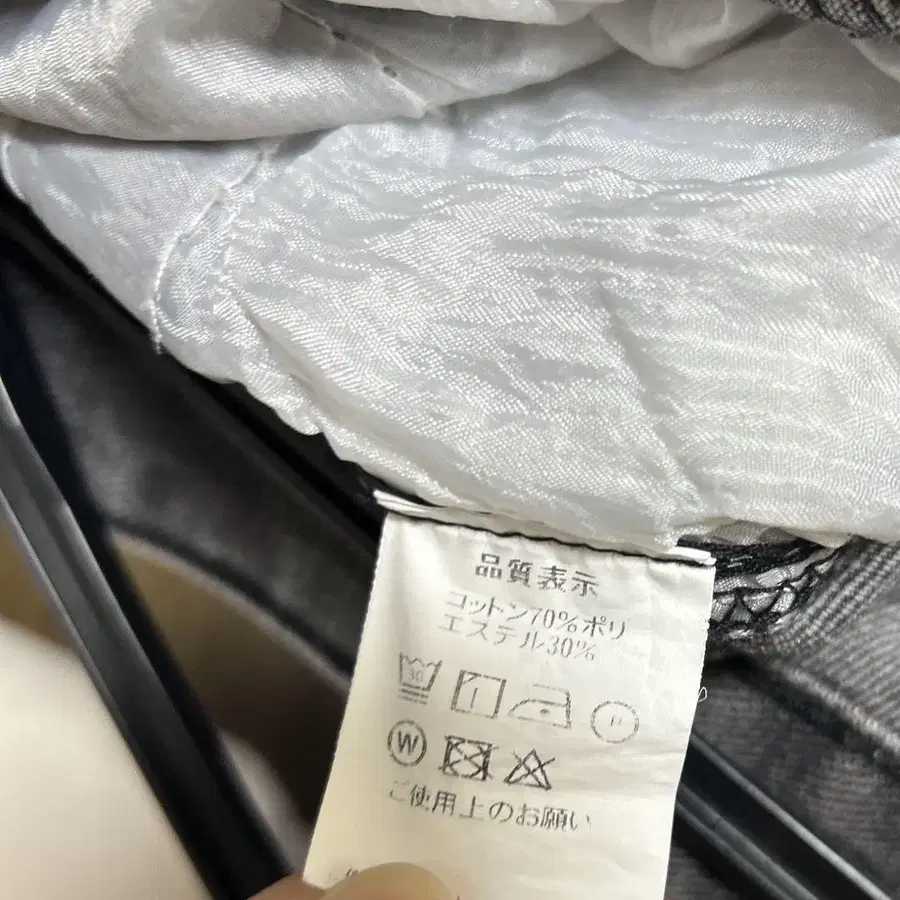 品質表示
コットン70%ポリ
エステル30%
30
P
W
ご使用上のお願い